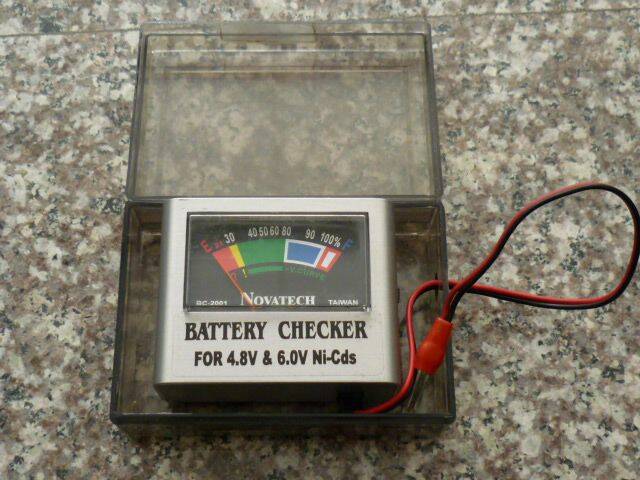 E 30 40 50 60 80 90 100% F
? !
-V.CURVE
BC-2001 NOVATECH TAIWAN
BATTERY CHECKER
FOR 4.8V & 6.0V Ni-Cds